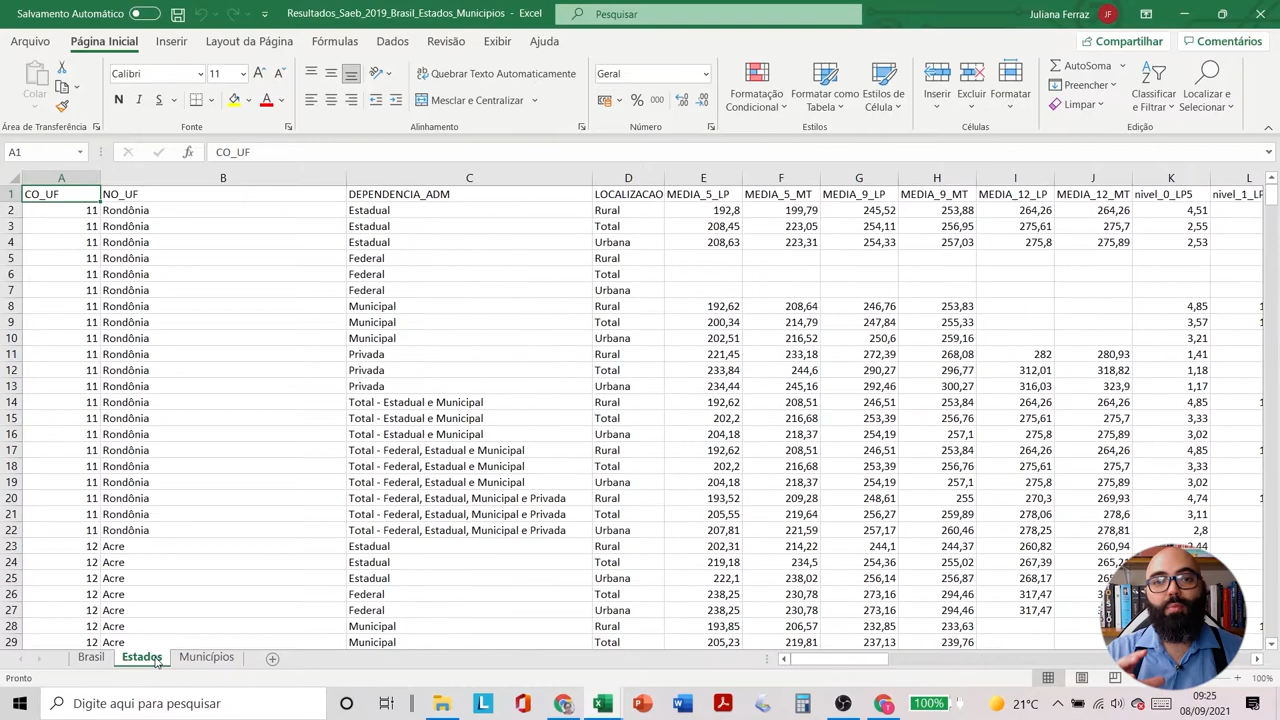 Salvamento Automático
Resultados_Saeb_2019_Brasil_Estados_Municipios - Excel
Pesquisar
Juliana Ferraz
JF
Arquivo Página Inicial Inserir Layout da Página Fórmulas Dados Revisão Exibir Ajuda
Compartilhar Comentários
Colar
Calibri 11
N I S
Quebrar Texto Automaticamente
Mesclar e Centralizar
Geral
% 000
Formatação Condicional
Formatar como Tabela
Estilos de Célula
Inserir Excluir Formatar
AutoSoma
Preencher
Limpar
Classificar e Filtrar
Localizar e Selecionar
Área de Transferência Fonte Alinhamento Número Estilos Células Edição
A1 fx CO_UF
A B C D E F G H I J K L
1 CO_UF NO_UF DEPENDENCIA_ADM LOCALIZACAO MEDIA_5_LP MEDIA_5_MT MEDIA_9_LP MEDIA_9_MT MEDIA_12_LP MEDIA_12_MT nivel_0_LP5 nivel_1_LP
2 11 Rondônia Estadual Rural 192,8 199,79 245,52 253,88 264,26 264,26 4,51
3 11 Rondônia Estadual Total 208,45 223,05 254,11 256,95 275,61 275,7 2,55
4 11 Rondônia Estadual Urbana 208,63 223,31 254,33 257,03 275,8 275,89 2,53
5 11 Rondônia Federal Rural
6 11 Rondônia Federal Total
7 11 Rondônia Federal Urbana
8 11 Rondônia Municipal Rural 192,62 208,64 246,76 253,83 4,85 1
9 11 Rondônia Municipal Total 200,34 214,79 247,84 255,33 3,57 1
10 11 Rondônia Municipal Urbana 202,51 216,52 250,6 259,16 3,21
11 11 Rondônia Privada Rural 221,45 233,18 272,39 268,08 282 280,93 1,41
12 11 Rondônia Privada Total 233,84 244,6 290,27 296,77 312,01 318,82 1,18
13 11 Rondônia Privada Urbana 234,44 245,16 292,46 300,27 316,03 323,9 1,17
14 11 Rondônia Total - Estadual e Municipal Rural 192,62 208,51 246,51 253,84 264,26 264,26 4,85 1
15 11 Rondônia Total - Estadual e Municipal Total 202,2 216,68 253,39 256,76 275,61 275,7 3,33
16 11 Rondônia Total - Estadual e Municipal Urbana 204,18 218,37 254,19 257,1 275,8 275,89 3,02
17 11 Rondônia Total - Federal, Estadual e Municipal Rural 192,62 208,51 246,51 253,84 264,26 264,26 4,85 1
18 11 Rondônia Total - Federal, Estadual e Municipal Total 202,2 216,68 253,39 256,76 275,61 275,7 3,33
19 11 Rondônia Total - Federal, Estadual e Municipal Urbana 204,18 218,37 254,19 257,1 275,8 275,89 3,02
20 11 Rondônia Total - Federal, Estadual, Municipal e Privada Rural 193,52 209,28 248,61 255 270,3 269,93 4,74 1
21 11 Rondônia Total - Federal, Estadual, Municipal e Privada Total 205,55 219,64 256,27 259,89 278,06 278,6 3,11
22 11 Rondônia Total - Federal, Estadual, Municipal e Privada Urbana 207,81 221,59 257,17 260,46 278,25 278,81 2,8
23 12 Acre Estadual Rural 202,31 214,22 244,1 244,37 260,82 260,94
24 12 Acre Estadual Total 219,18 234,5 254,36 255,02 267,39
25 12 Acre Estadual Urbana 222,1 238,02 256,14 256,87 268,17
26 12 Acre Federal Total 238,25 230,78 273,16 294,46 317,47
27 12 Acre Federal Urbana 238,25 230,78 273,16 294,46 317,47
28 12 Acre Municipal Rural 193,85 206,57 232,85 233,63
29 12 Acre Municipal Total 205,23 219,81 237,13 239,76
Brasil Estados Municípios
Pronto
100%
Digite aqui para pesquisar
100%
21°C
09:25
08/09/2021